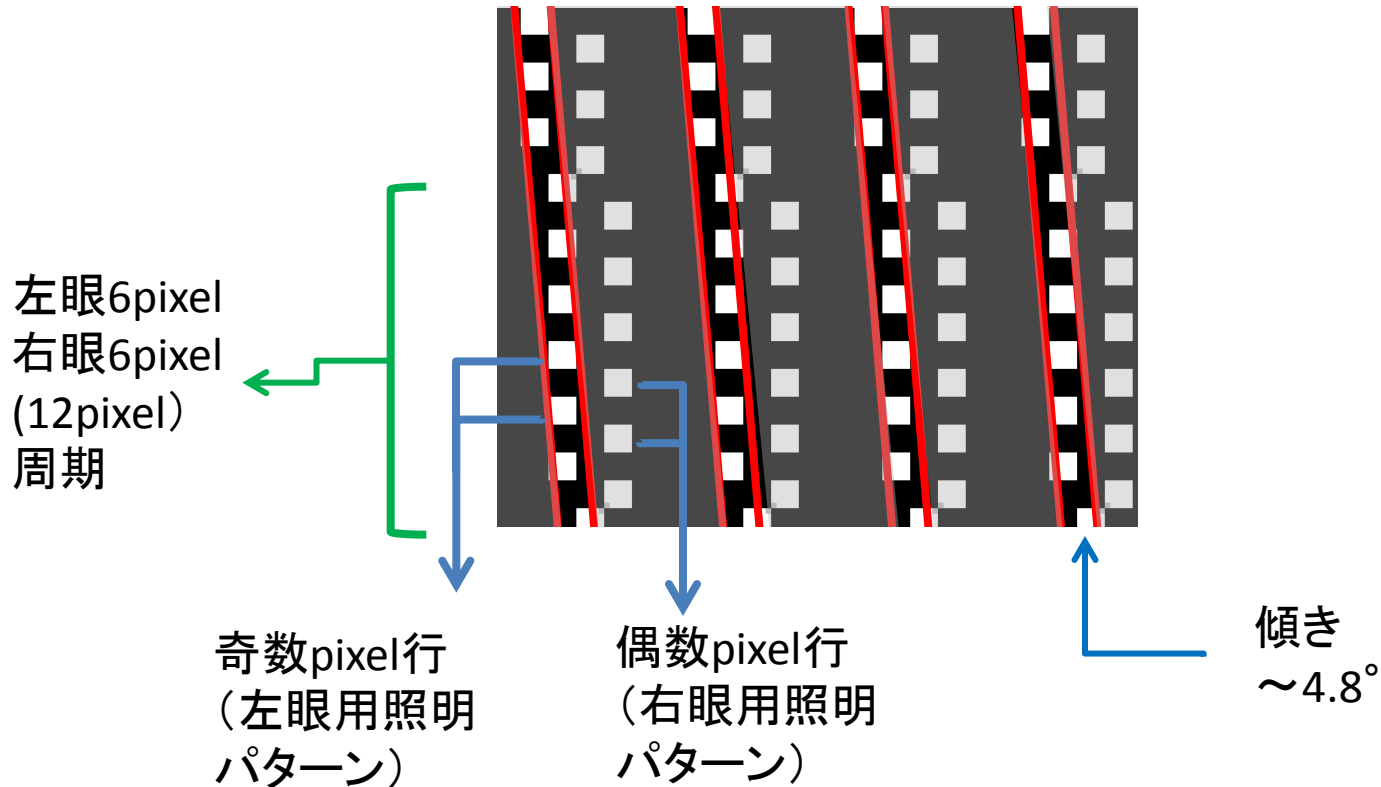 左眼6pixel
右眼6pixel
(12pixel）
周期
奇数pixel行
（左眼用照明
パターン）
偶数pixel行
（右眼用照明
パターン）
傾き
～4.8°